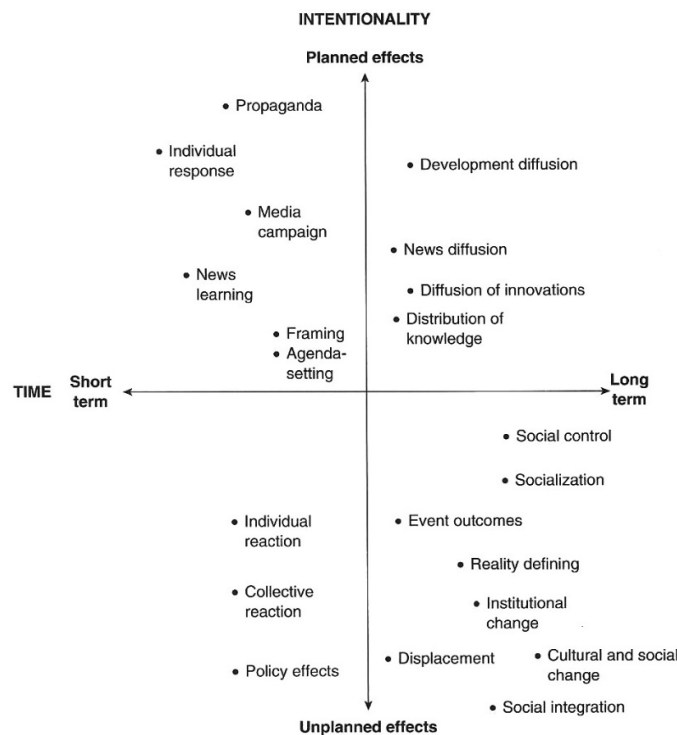 INTENTIONALITY
Planned effects
• Propaganda
• Individual
response
• Development diffusion
• Media
campaign
• News diffusion
• News
learning
• Diffusion of innovations
• Distribution of
knowledge
• Framing
• Agenda-
setting
TIME
Short
term
Long
term
• Social control
• Socialization
• Individual
reaction
• Event outcomes
• Reality defining
• Collective
reaction
• Institutional
change
• Displacement
• Cultural and social
change
• Policy effects
• Social integration
Unplanned effects